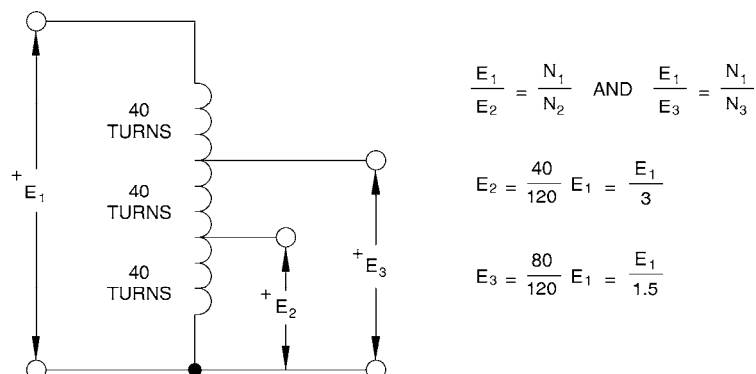 40
TURNS
+
E1
40
TURNS
40
TURNS
+
E2
+
E3
E1/E2 = N1/N2 AND E1/E3 = N1/N3
E2 = 40/120 E1 = E1/3
E3 = 80/120 E1 = E1/1.5